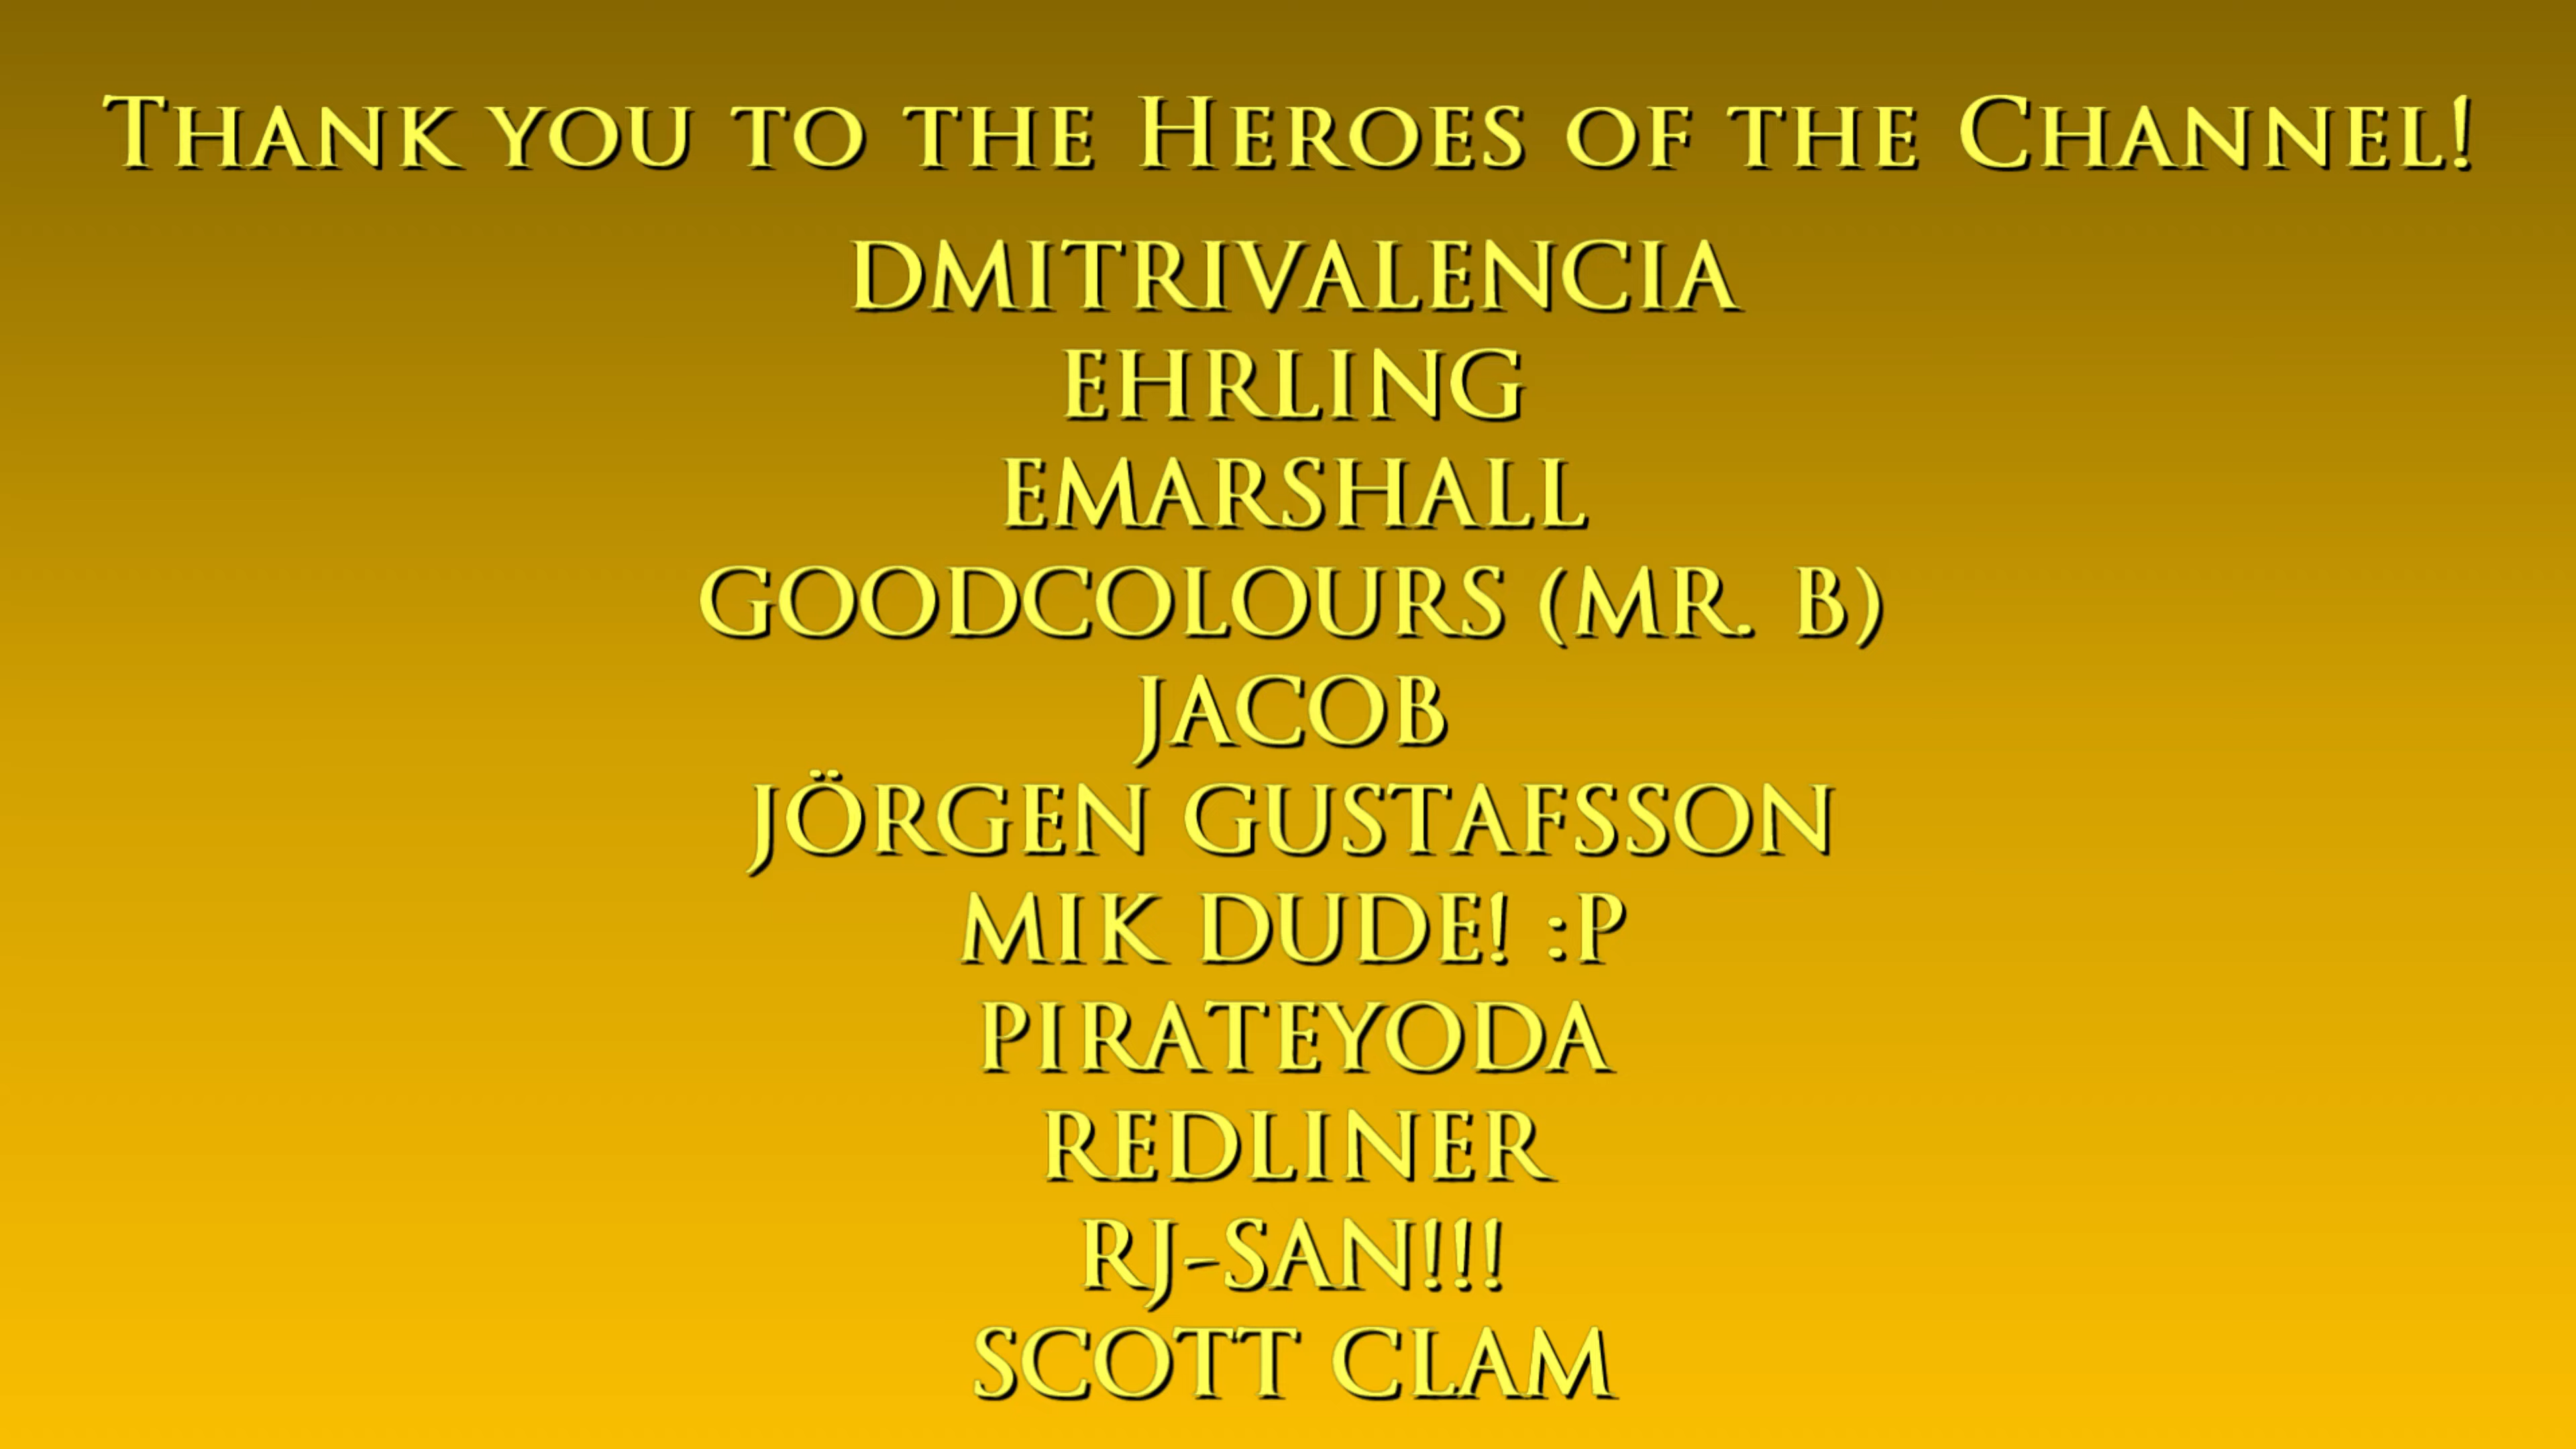 Thank you to the Heroes of the Channel!
DMITRIVALENCIA
EHRLING
EMARSHALL
GOODCOLOURS (MR. B)
JACOB
JÖRGEN GUSTAFSSON
MIK DUDE! :P
PIRATEYODA
REDLINER
RJ-SAN!!!
SCOTT CLAM